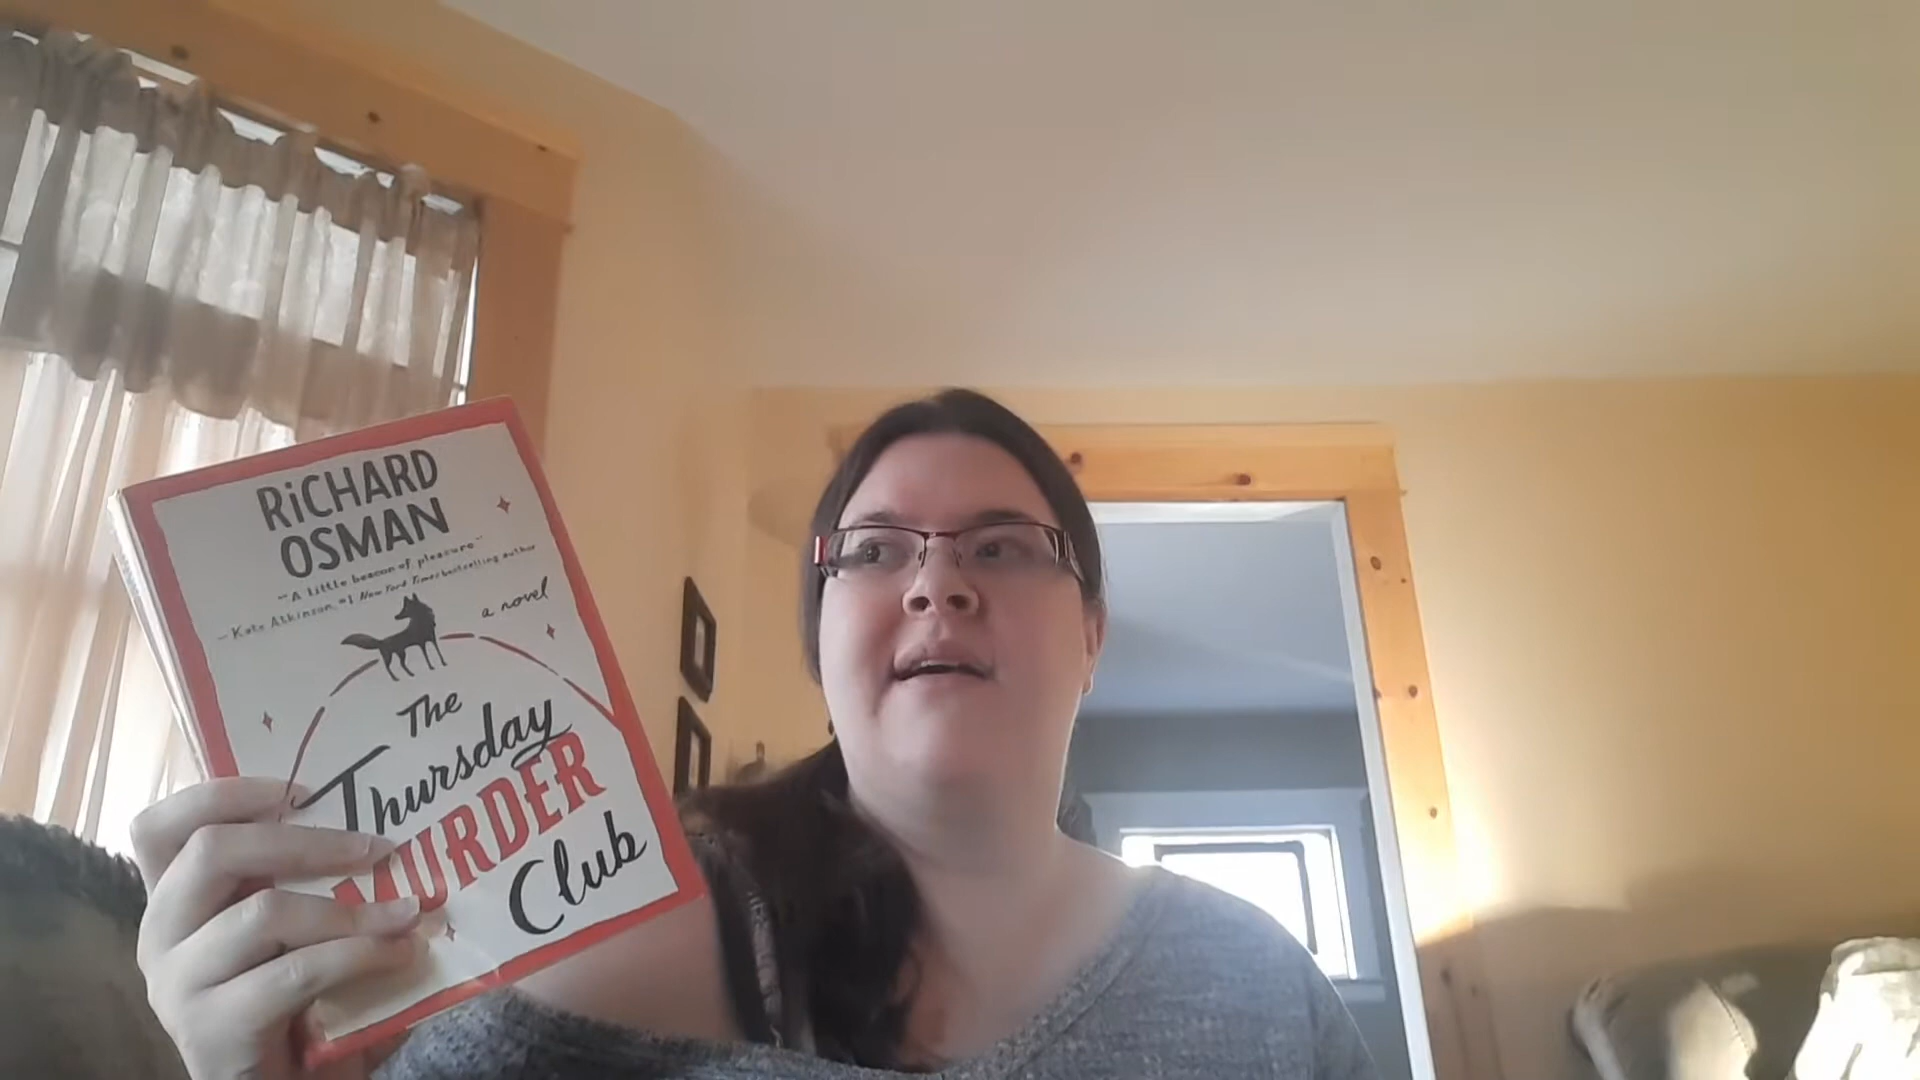 RiCHARD
OSMAN
"A little beacon of pleasure."
—Kate Atkinson, #1 New York Times bestselling author
a novel
The
Thursday
MURDER
Club